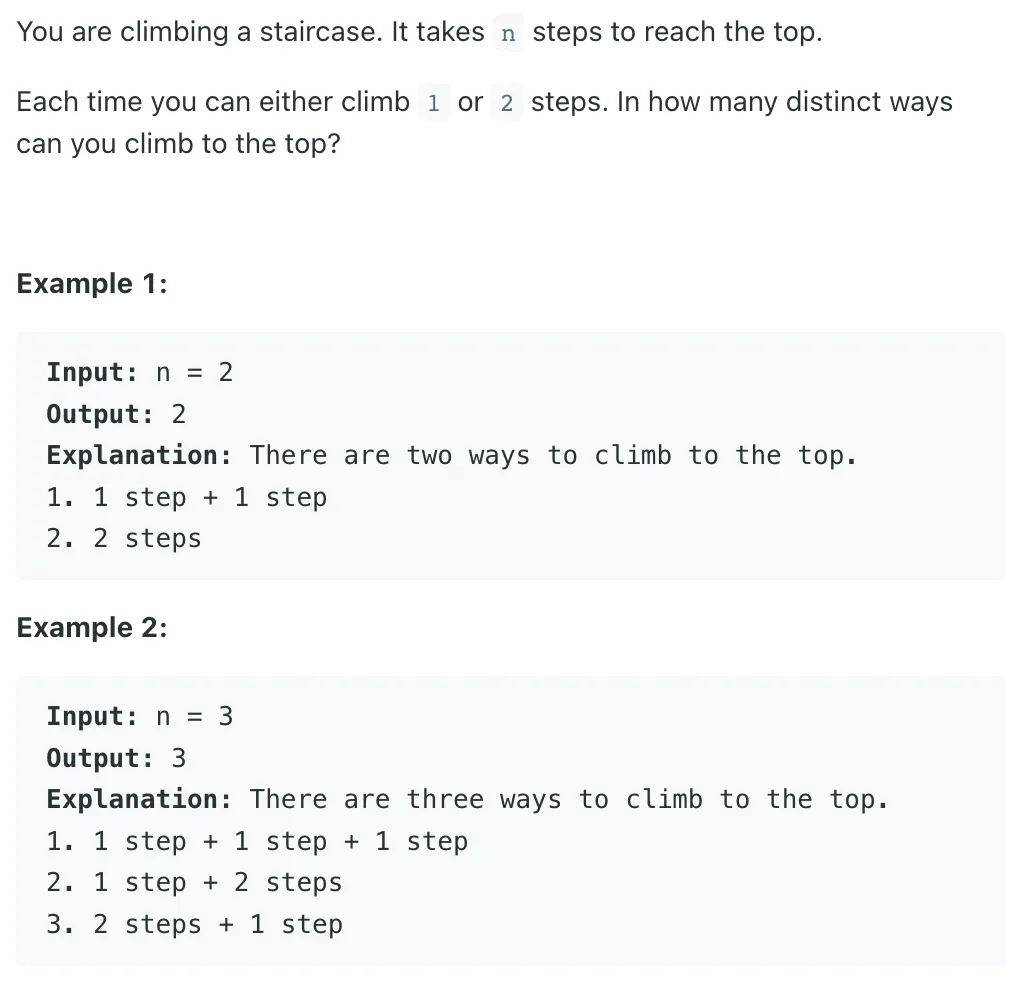 You are climbing a staircase. It takes n steps to reach the top.
Each time you can either climb 1 or 2 steps. In how many distinct ways
can you climb to the top?
Example 1:
Input: n = 2
Output: 2
Explanation: There are two ways to climb to the top.
1. 1 step + 1 step
2. 2 steps
Example 2:
Input: n = 3
Output: 3
Explanation: There are three ways to climb to the top.
1. 1 step + 1 step + 1 step
2. 1 step + 2 steps
3. 2 steps + 1 step